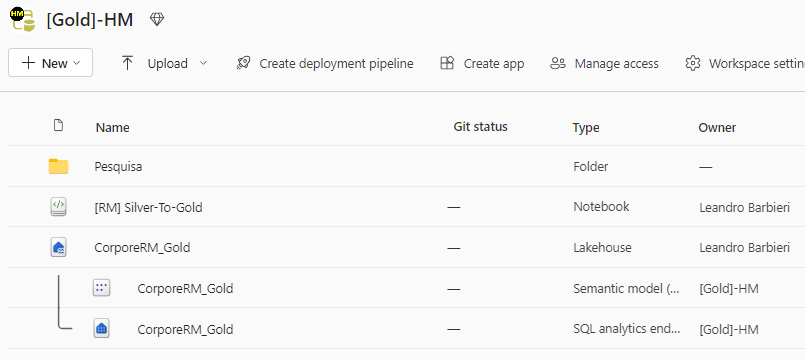 HM
[Gold]-HM
New
Upload
Create deployment pipeline
Create app
Manage access
Workspace settin
Name
Git status
Type
Owner
Pesquisa
Folder
—
[RM] Silver-To-Gold
—
Notebook
Leandro Barbieri
CorporeRM_Gold
—
Lakehouse
Leandro Barbieri
CorporeRM_Gold
—
Semantic model (...
[Gold]-HM
CorporeRM_Gold
—
SQL analytics end...
[Gold]-HM